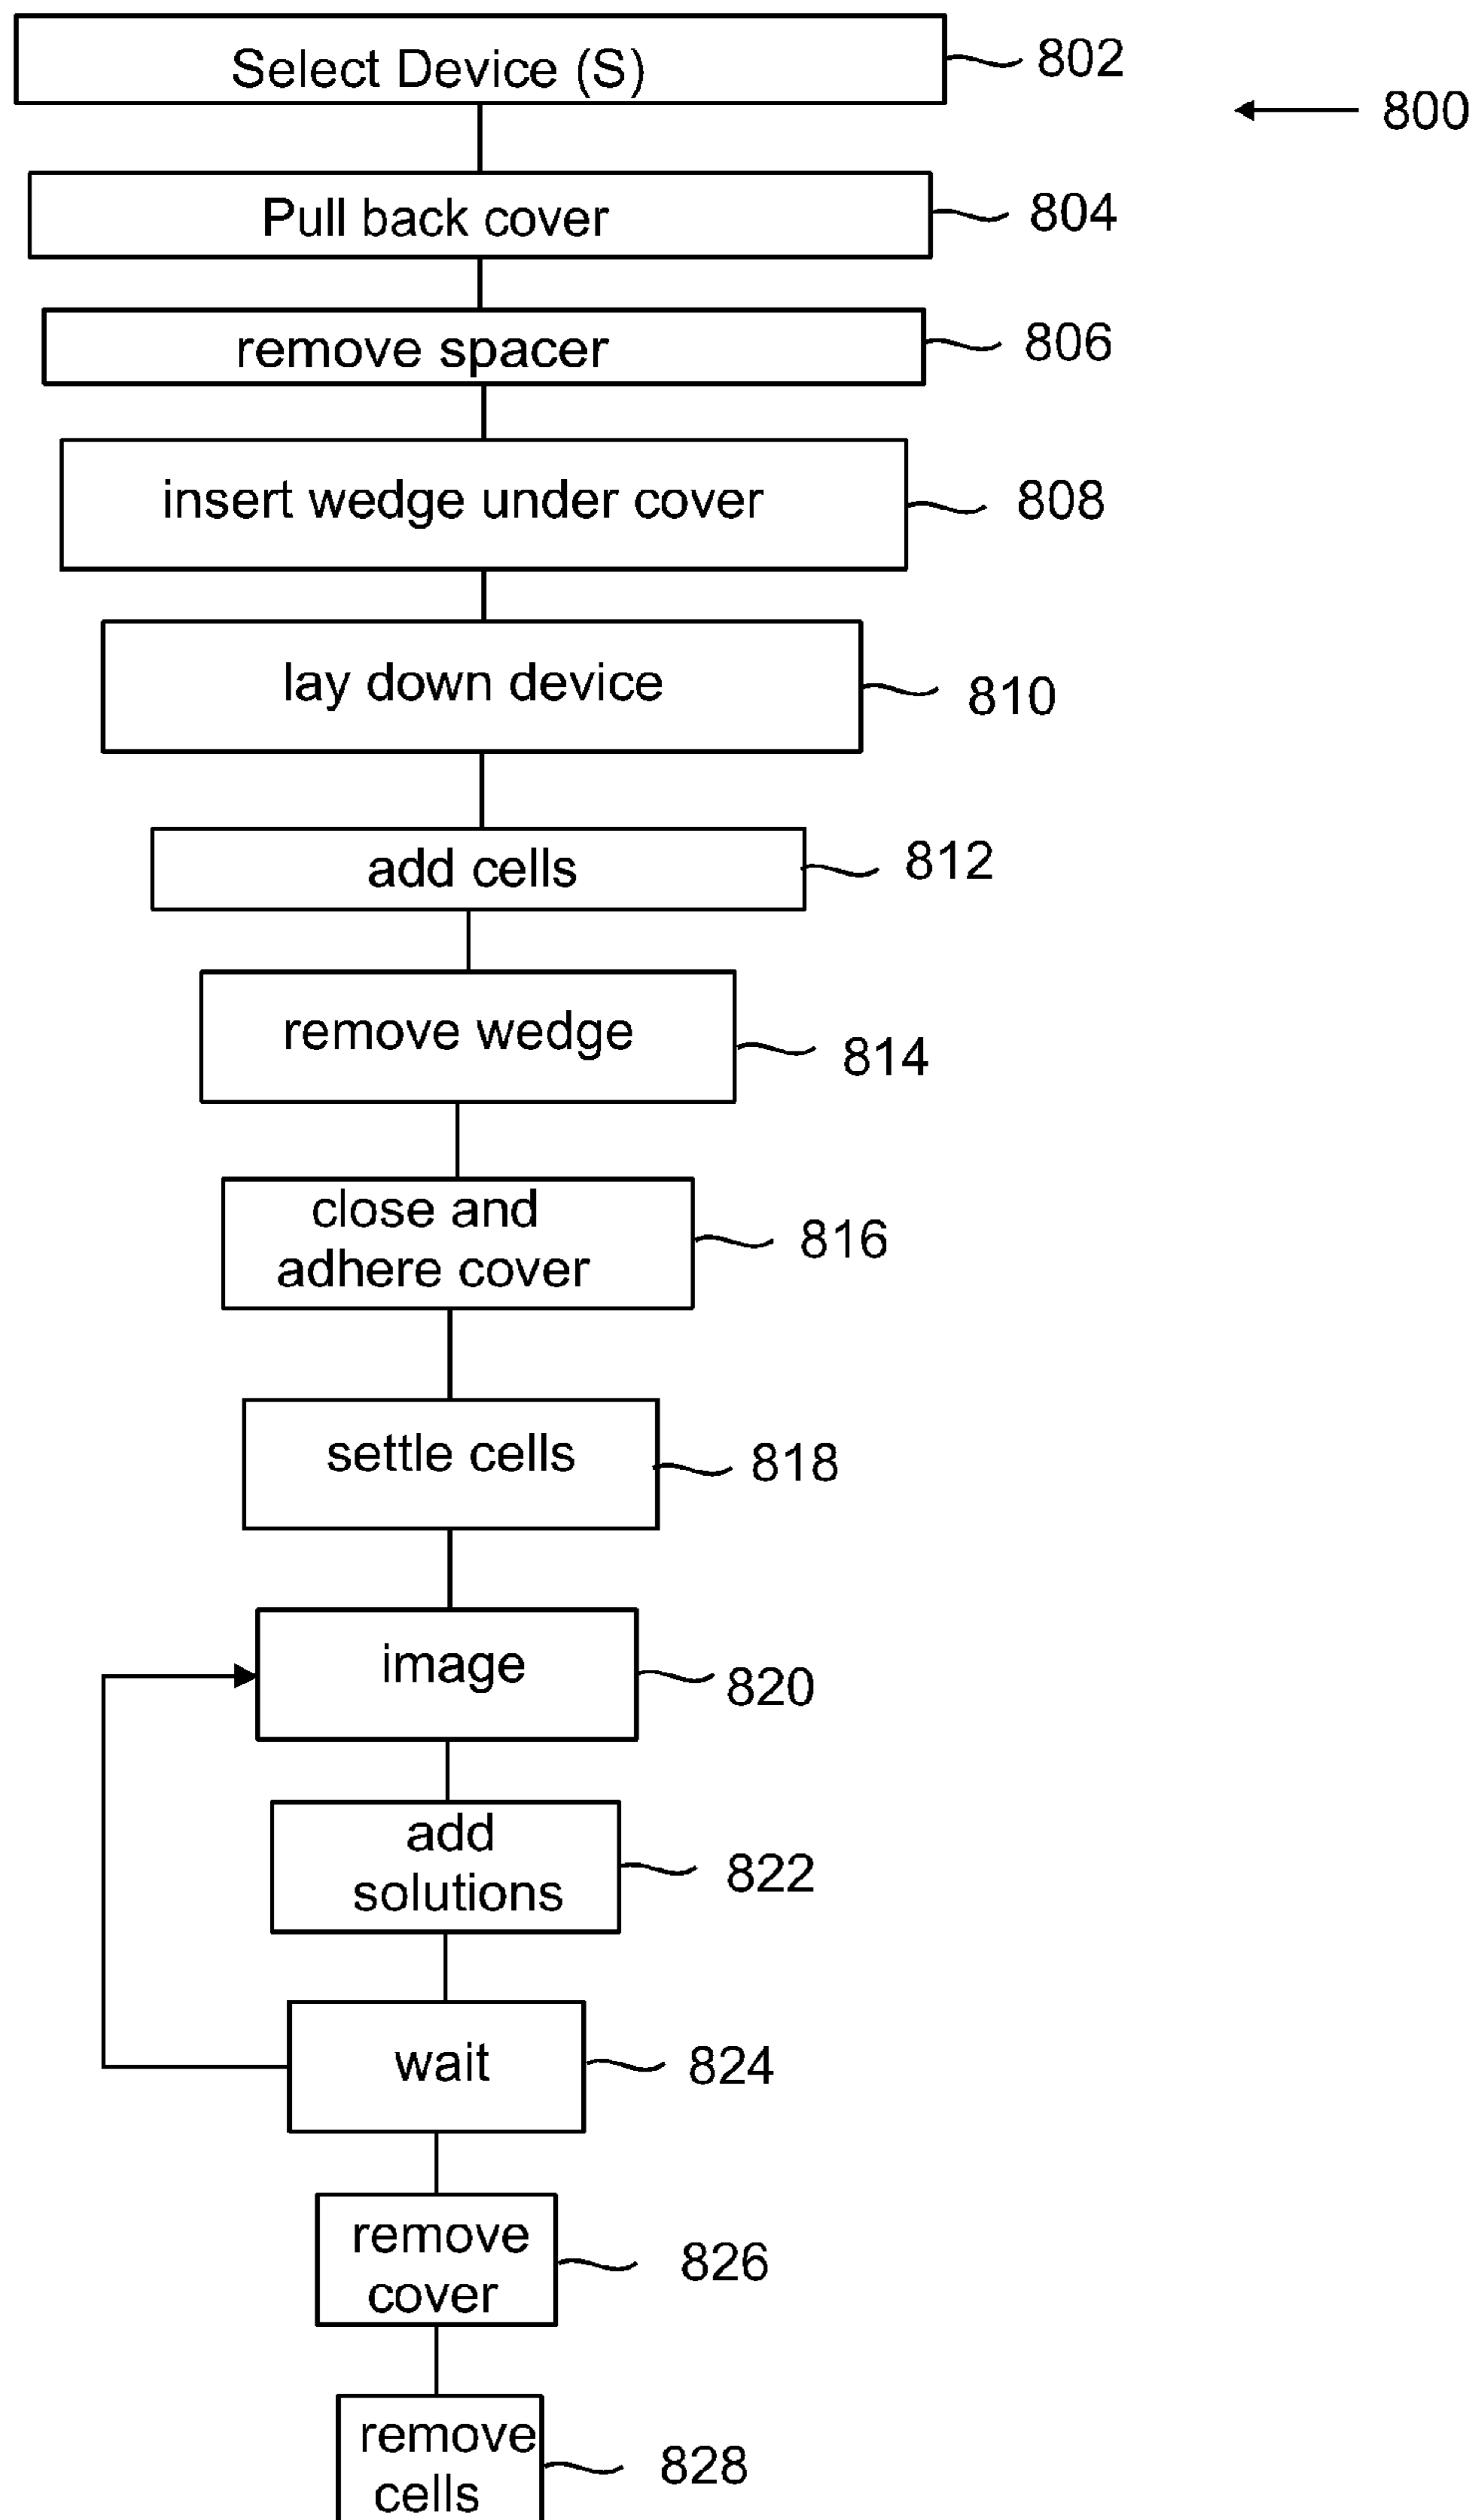 Select Device (S)
802
800
Pull back cover
804
remove spacer
806
insert wedge under cover
808
lay down device
810
add cells
812
remove wedge
814
close and
adhere cover
816
settle cells
818
image
820
add
solutions
822
wait
824
remove
cover
826
remove
cells
828